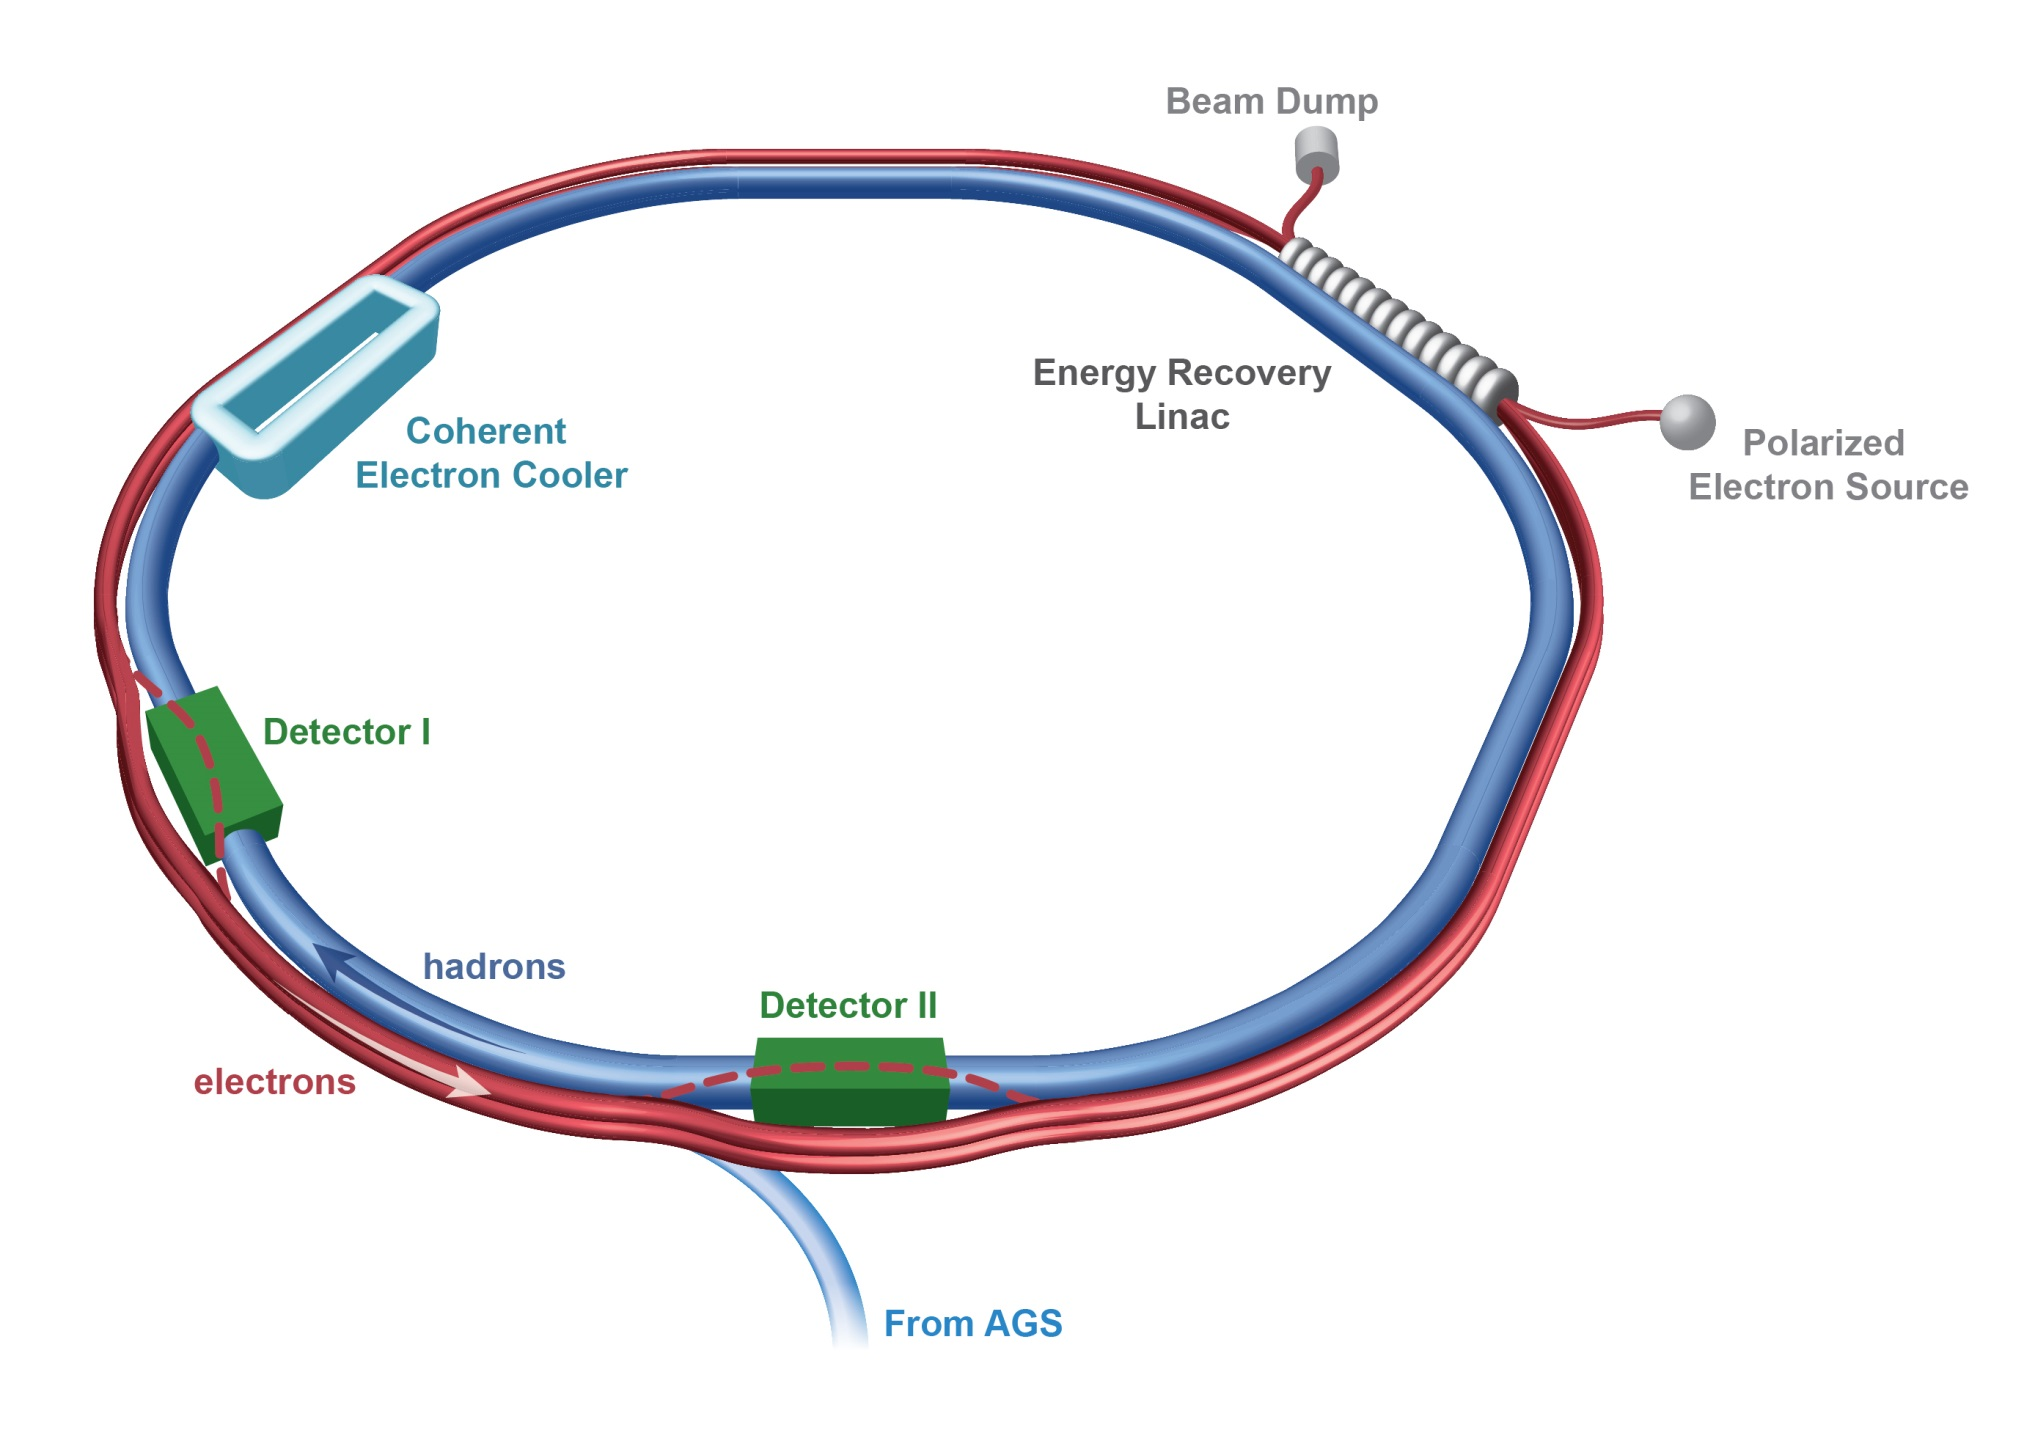 Beam Dump
Energy Recovery
Linac
Polarized
Electron Source
Coherent
Electron Cooler
Detector I
hadrons
Detector II
electrons
From AGS